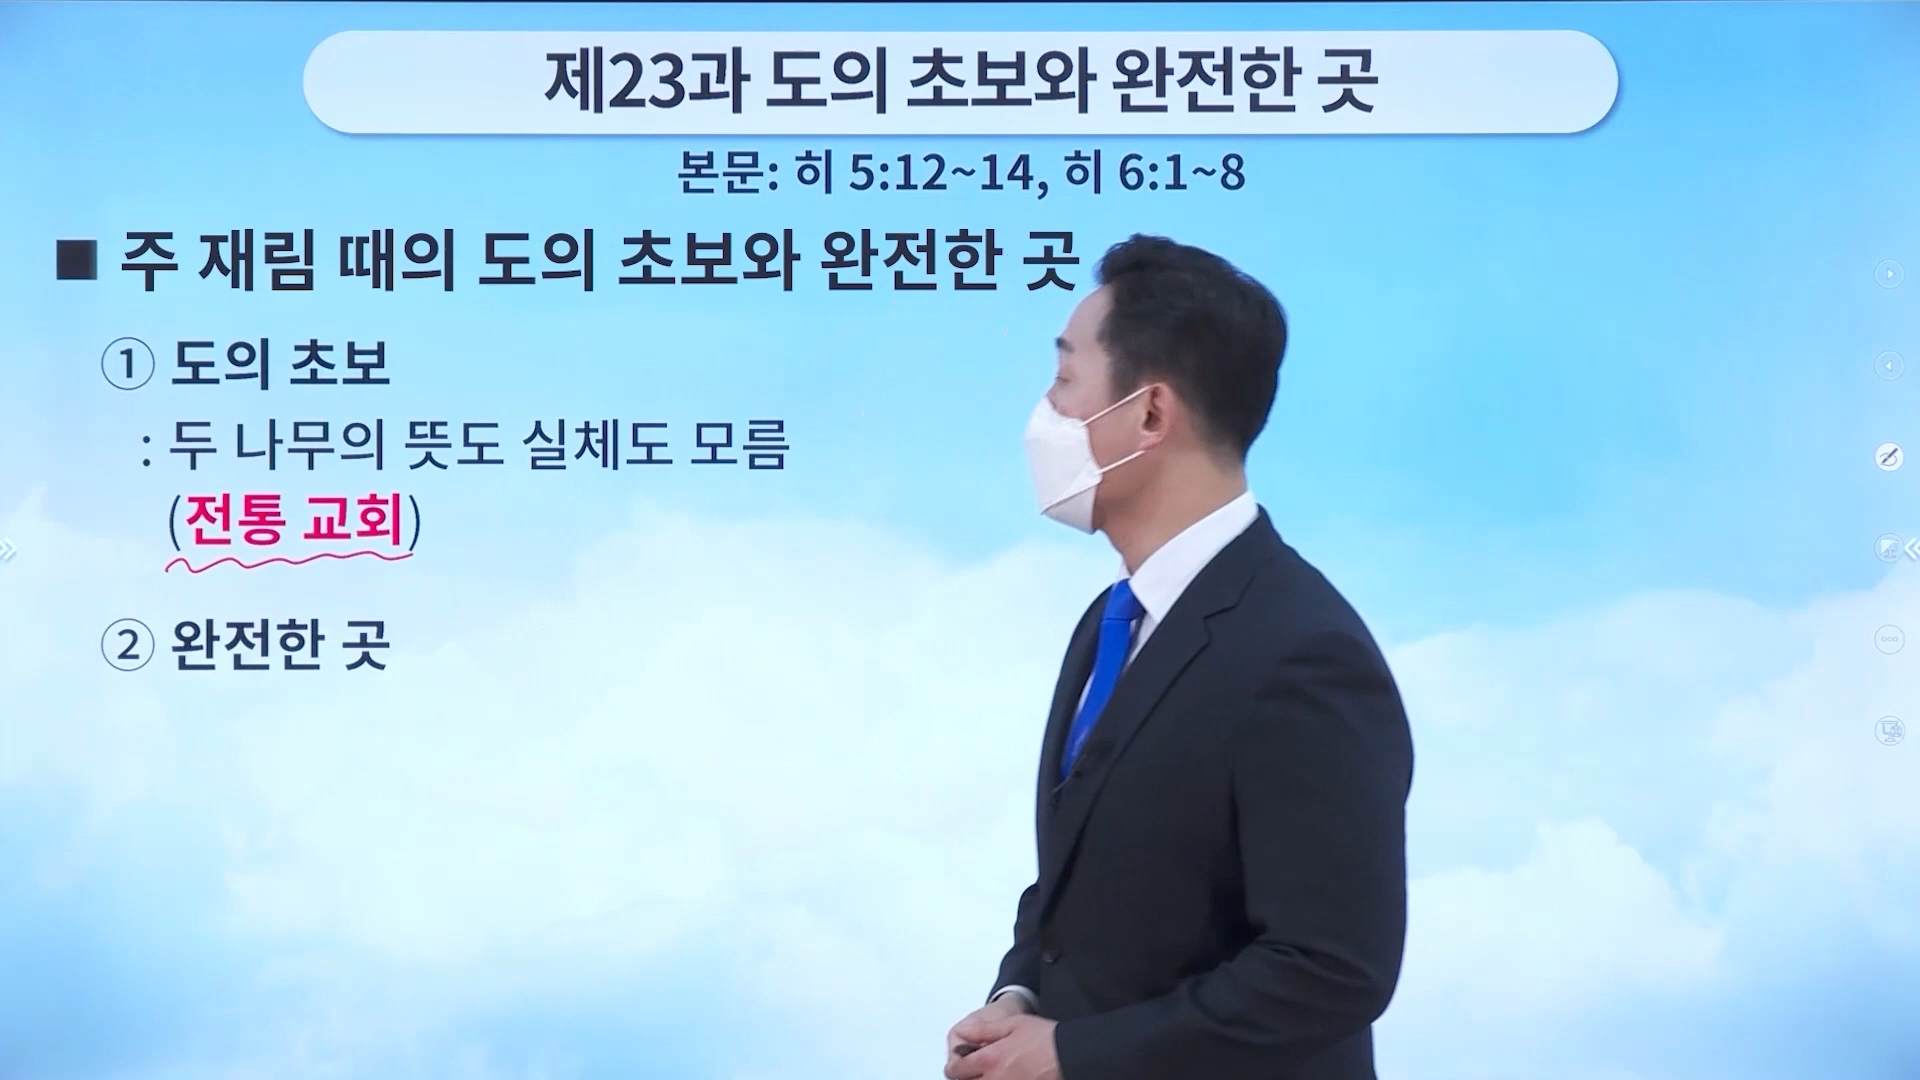 제23과 도의 초보와 완전한 곳
본문: 히 5:12~14, 히 6:1~8
■ 주 재림 때의 도의 초보와 완전한 곳
① 도의 초보
: 두 나무의 뜻도 실체도 모름
(전통 교회)
② 완전한 곳